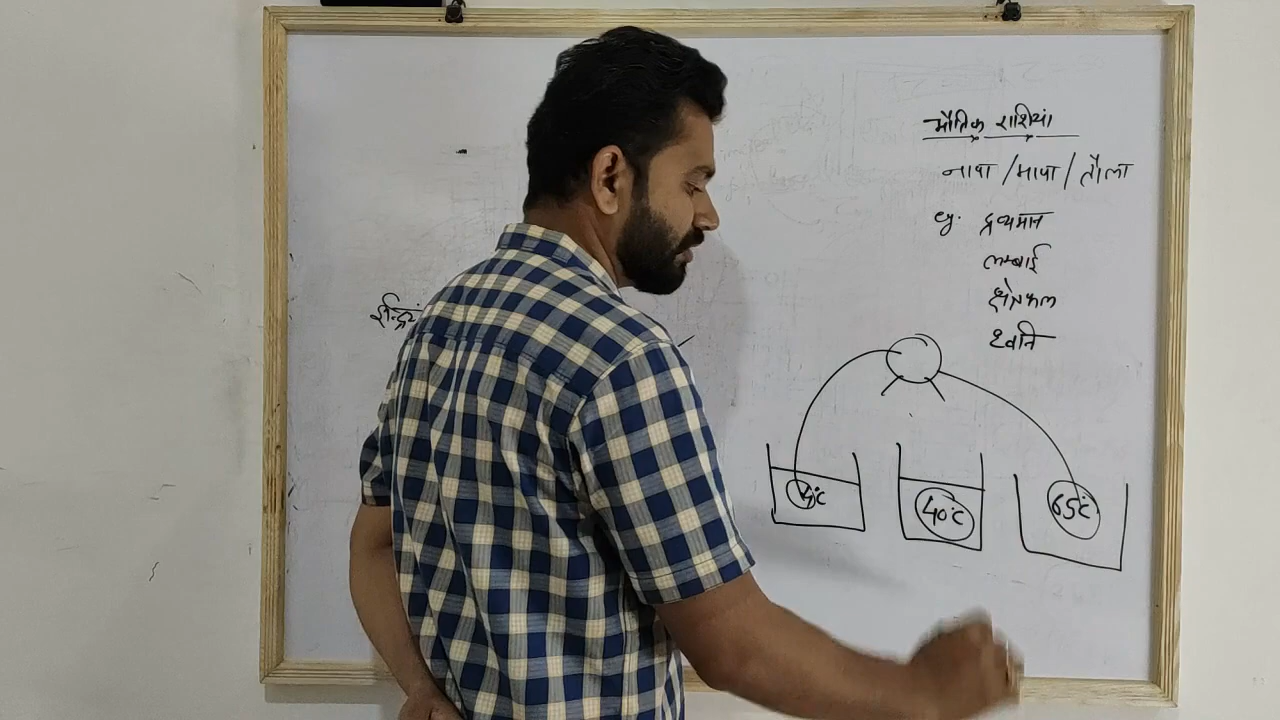 भौतिक राशियां
नापा / मापा / तौला
eg. द्रव्यमान
लम्बाई
क्षेत्रफल
ध्वनि
40°C
65°C